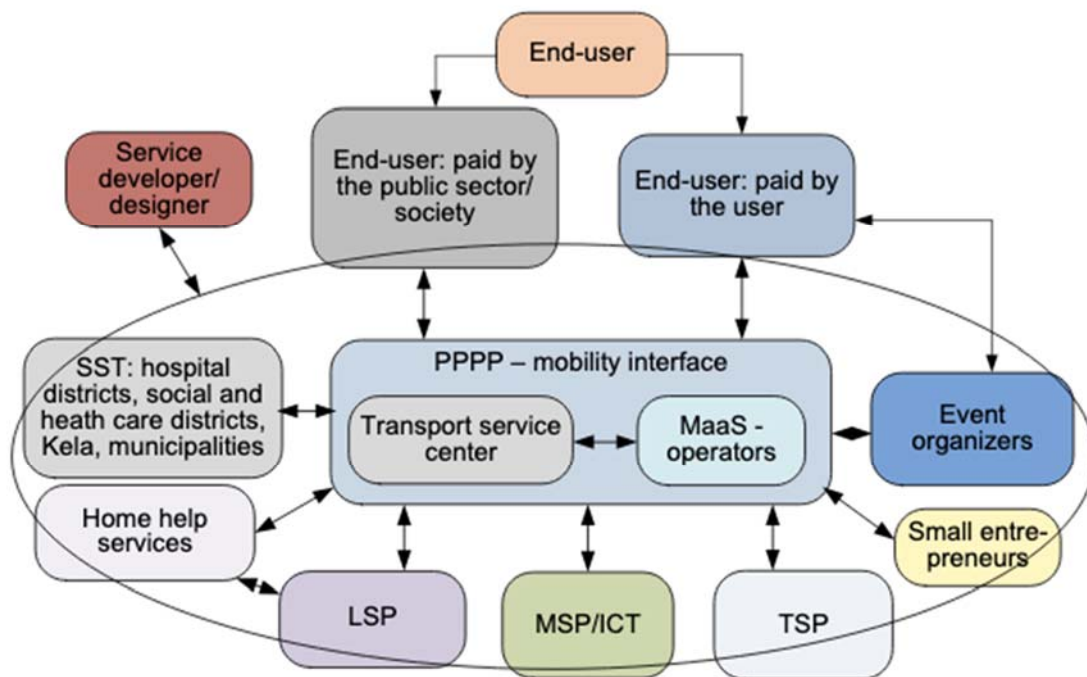 End-user
End-user: paid by
the public sector/
society
End-user: paid by
the user
Service
developer/
designer
SST: hospital
districts, social and
heath care districts,
Kela, municipalities
PPPP – mobility interface
Transport service
center
MaaS -
operators
Event
organizers
Home help
services
Small entre-
preneurs
LSP
MSP/ICT
TSP